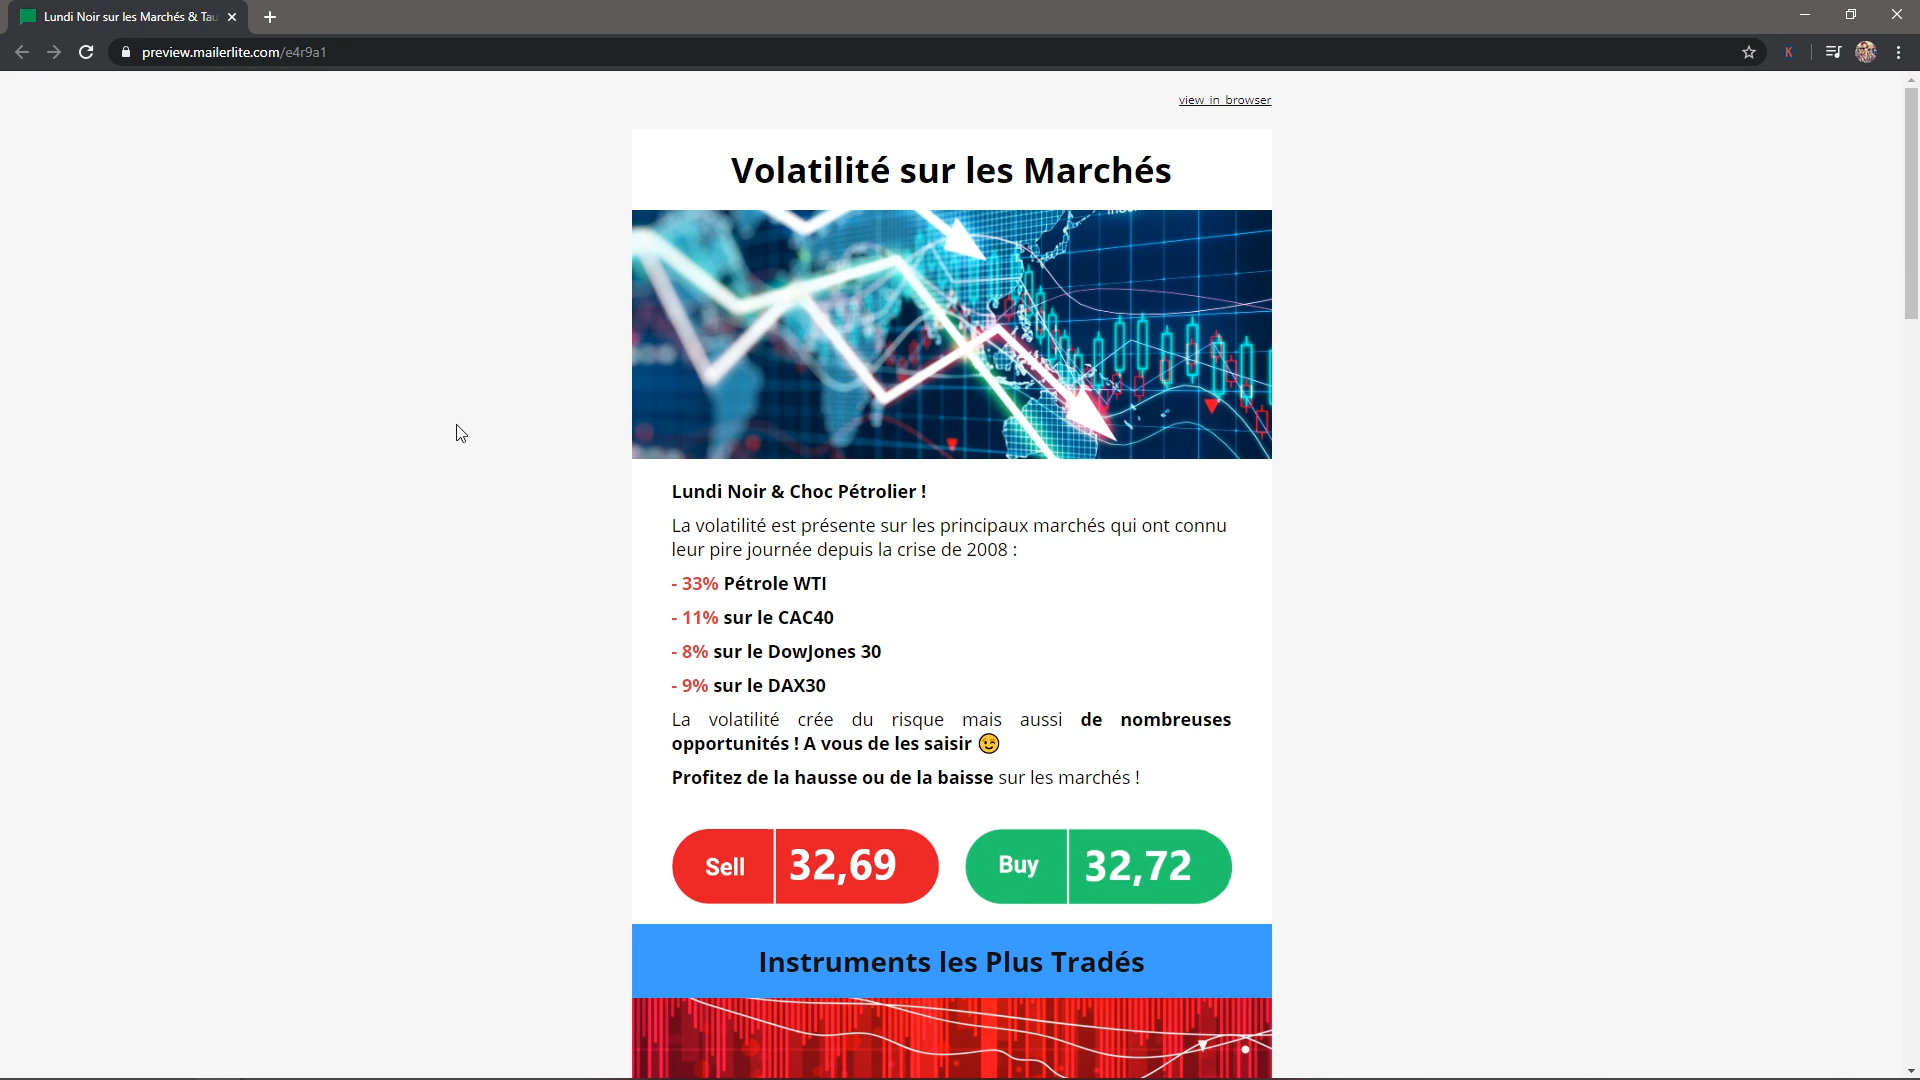 Lundi Noir sur les Marchés & Tau
preview.mailerlite.com/e4r9a1
K
view in browser
Volatilité sur les Marchés
Lundi Noir & Choc Pétrolier !
La volatilité est présente sur les principaux marchés qui ont connu
leur pire journée depuis la crise de 2008 :
- 33% Pétrole WTI
- 11% sur le CAC40
- 8% sur le DowJones 30
- 9% sur le DAX30
La volatilité crée du risque mais aussi de nombreuses
opportunités ! A vous de les saisir 😉
Profitez de la hausse ou de la baisse sur les marchés !
Sell 32,69
Buy 32,72
Instruments les Plus Tradés